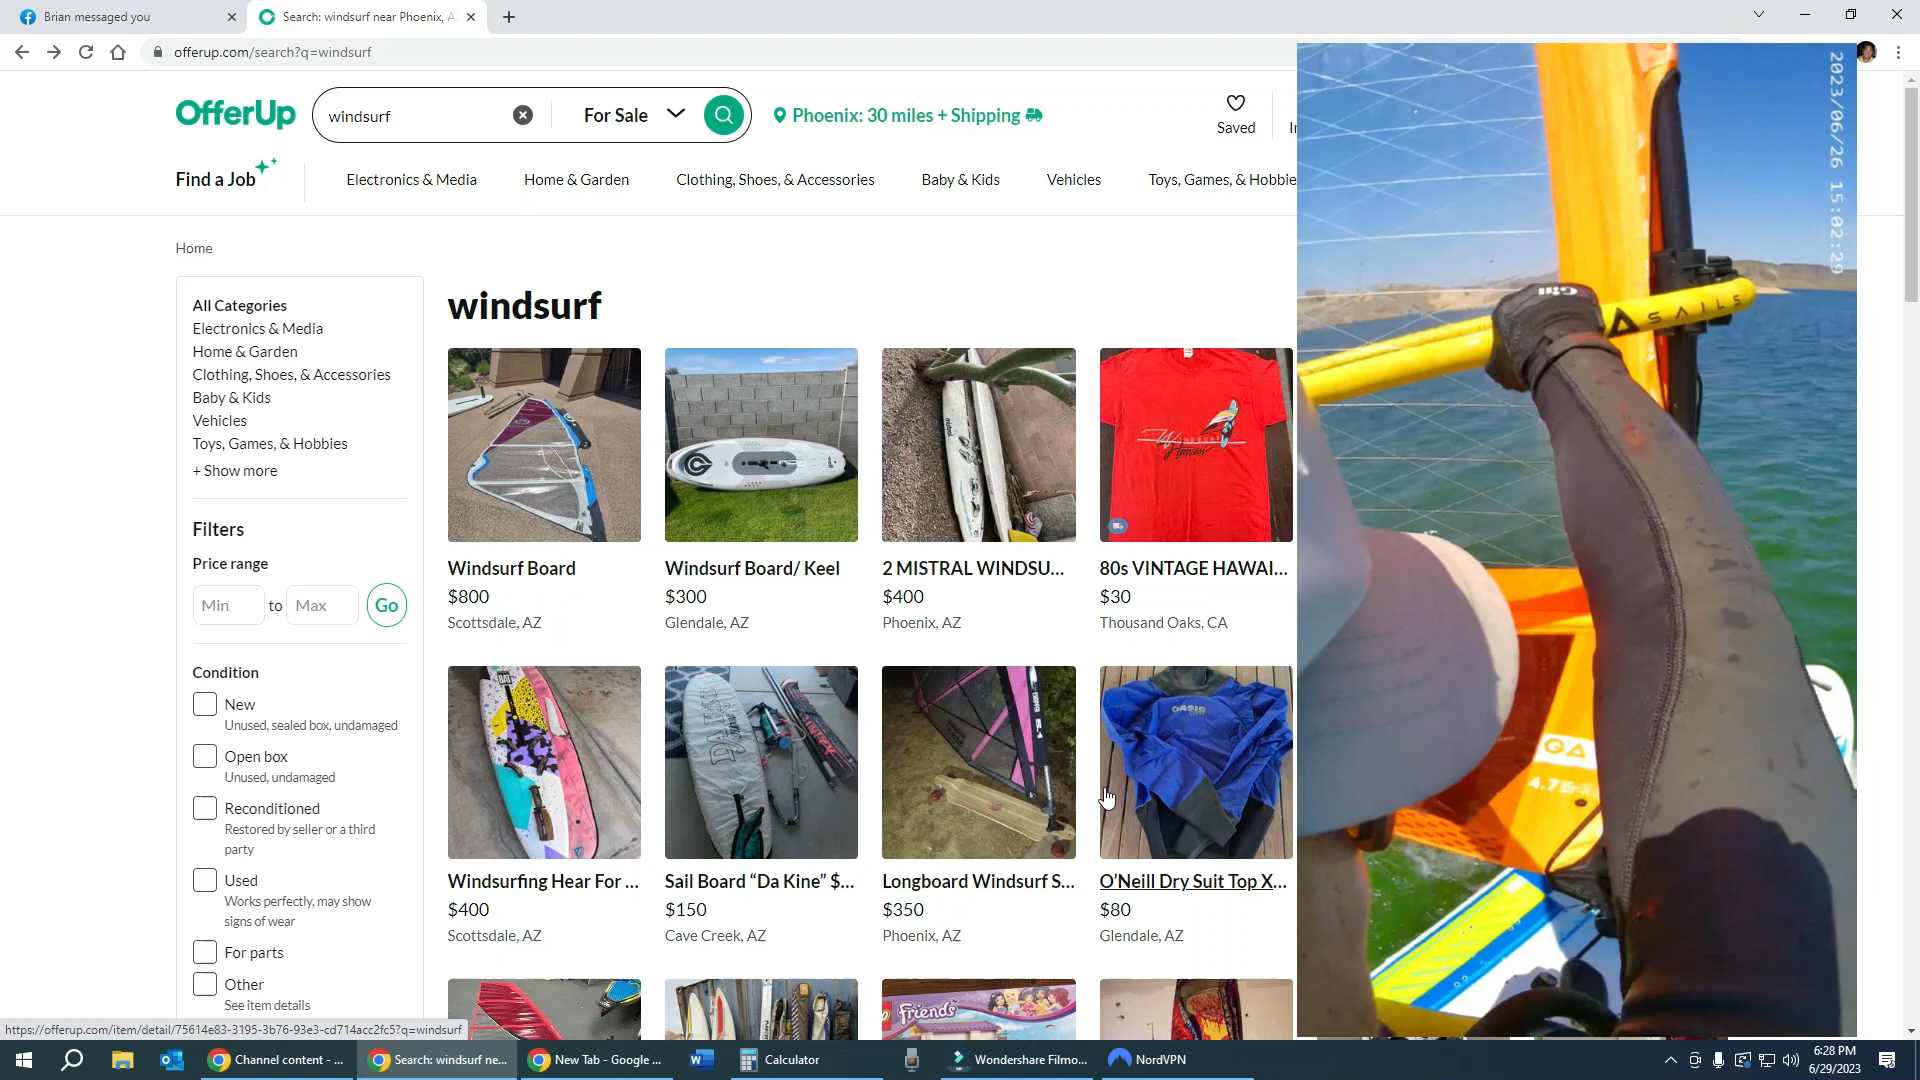 Brian messaged you
Search: windsurf near Phoenix, A
offerup.com/search?q=windsurf
OfferUp
windsurf
For Sale
Phoenix: 30 miles + Shipping
Saved
Find a Job
Electronics & Media
Home & Garden
Clothing, Shoes, & Accessories
Baby & Kids
Vehicles
Toys, Games, & Hobbie
Home
All Categories
Electronics & Media
Home & Garden
Clothing, Shoes, & Accessories
Baby & Kids
Vehicles
Toys, Games, & Hobbies
+ Show more
Filters
Price range
Min to Max Go
Condition
New
Unused, sealed box, undamaged
Open box
Unused, undamaged
Reconditioned
Restored by seller or a third
party
Used
Works perfectly, may show
signs of wear
For parts
Other
See item details
windsurf
Windsurf Board
$800
Scottsdale, AZ
Windsurf Board/ Keel
$300
Glendale, AZ
2 MISTRAL WINDSU...
$400
Phoenix, AZ
80s VINTAGE HAWAI...
$30
Thousand Oaks, CA
BAT
DAKINE
OASIS
Windsurfing Hear For ...
$400
Scottsdale, AZ
Sail Board “Da Kine” $...
$150
Cave Creek, AZ
Longboard Windsurf S...
$350
Phoenix, AZ
O’Neill Dry Suit Top X...
$80
Glendale, AZ
Friends
2023/06/26 15:02:29
Gill
SAILS
GA
4.7
https://offerup.com/item/detail/75614e83-3195-3b76-93e3-cd714acc2fc5?q=windsurf
Channel content - ...
Search: windsurf ne...
New Tab - Google ...
Calculator
Wondershare Filmo...
NordVPN
6:28 PM
6/29/2023